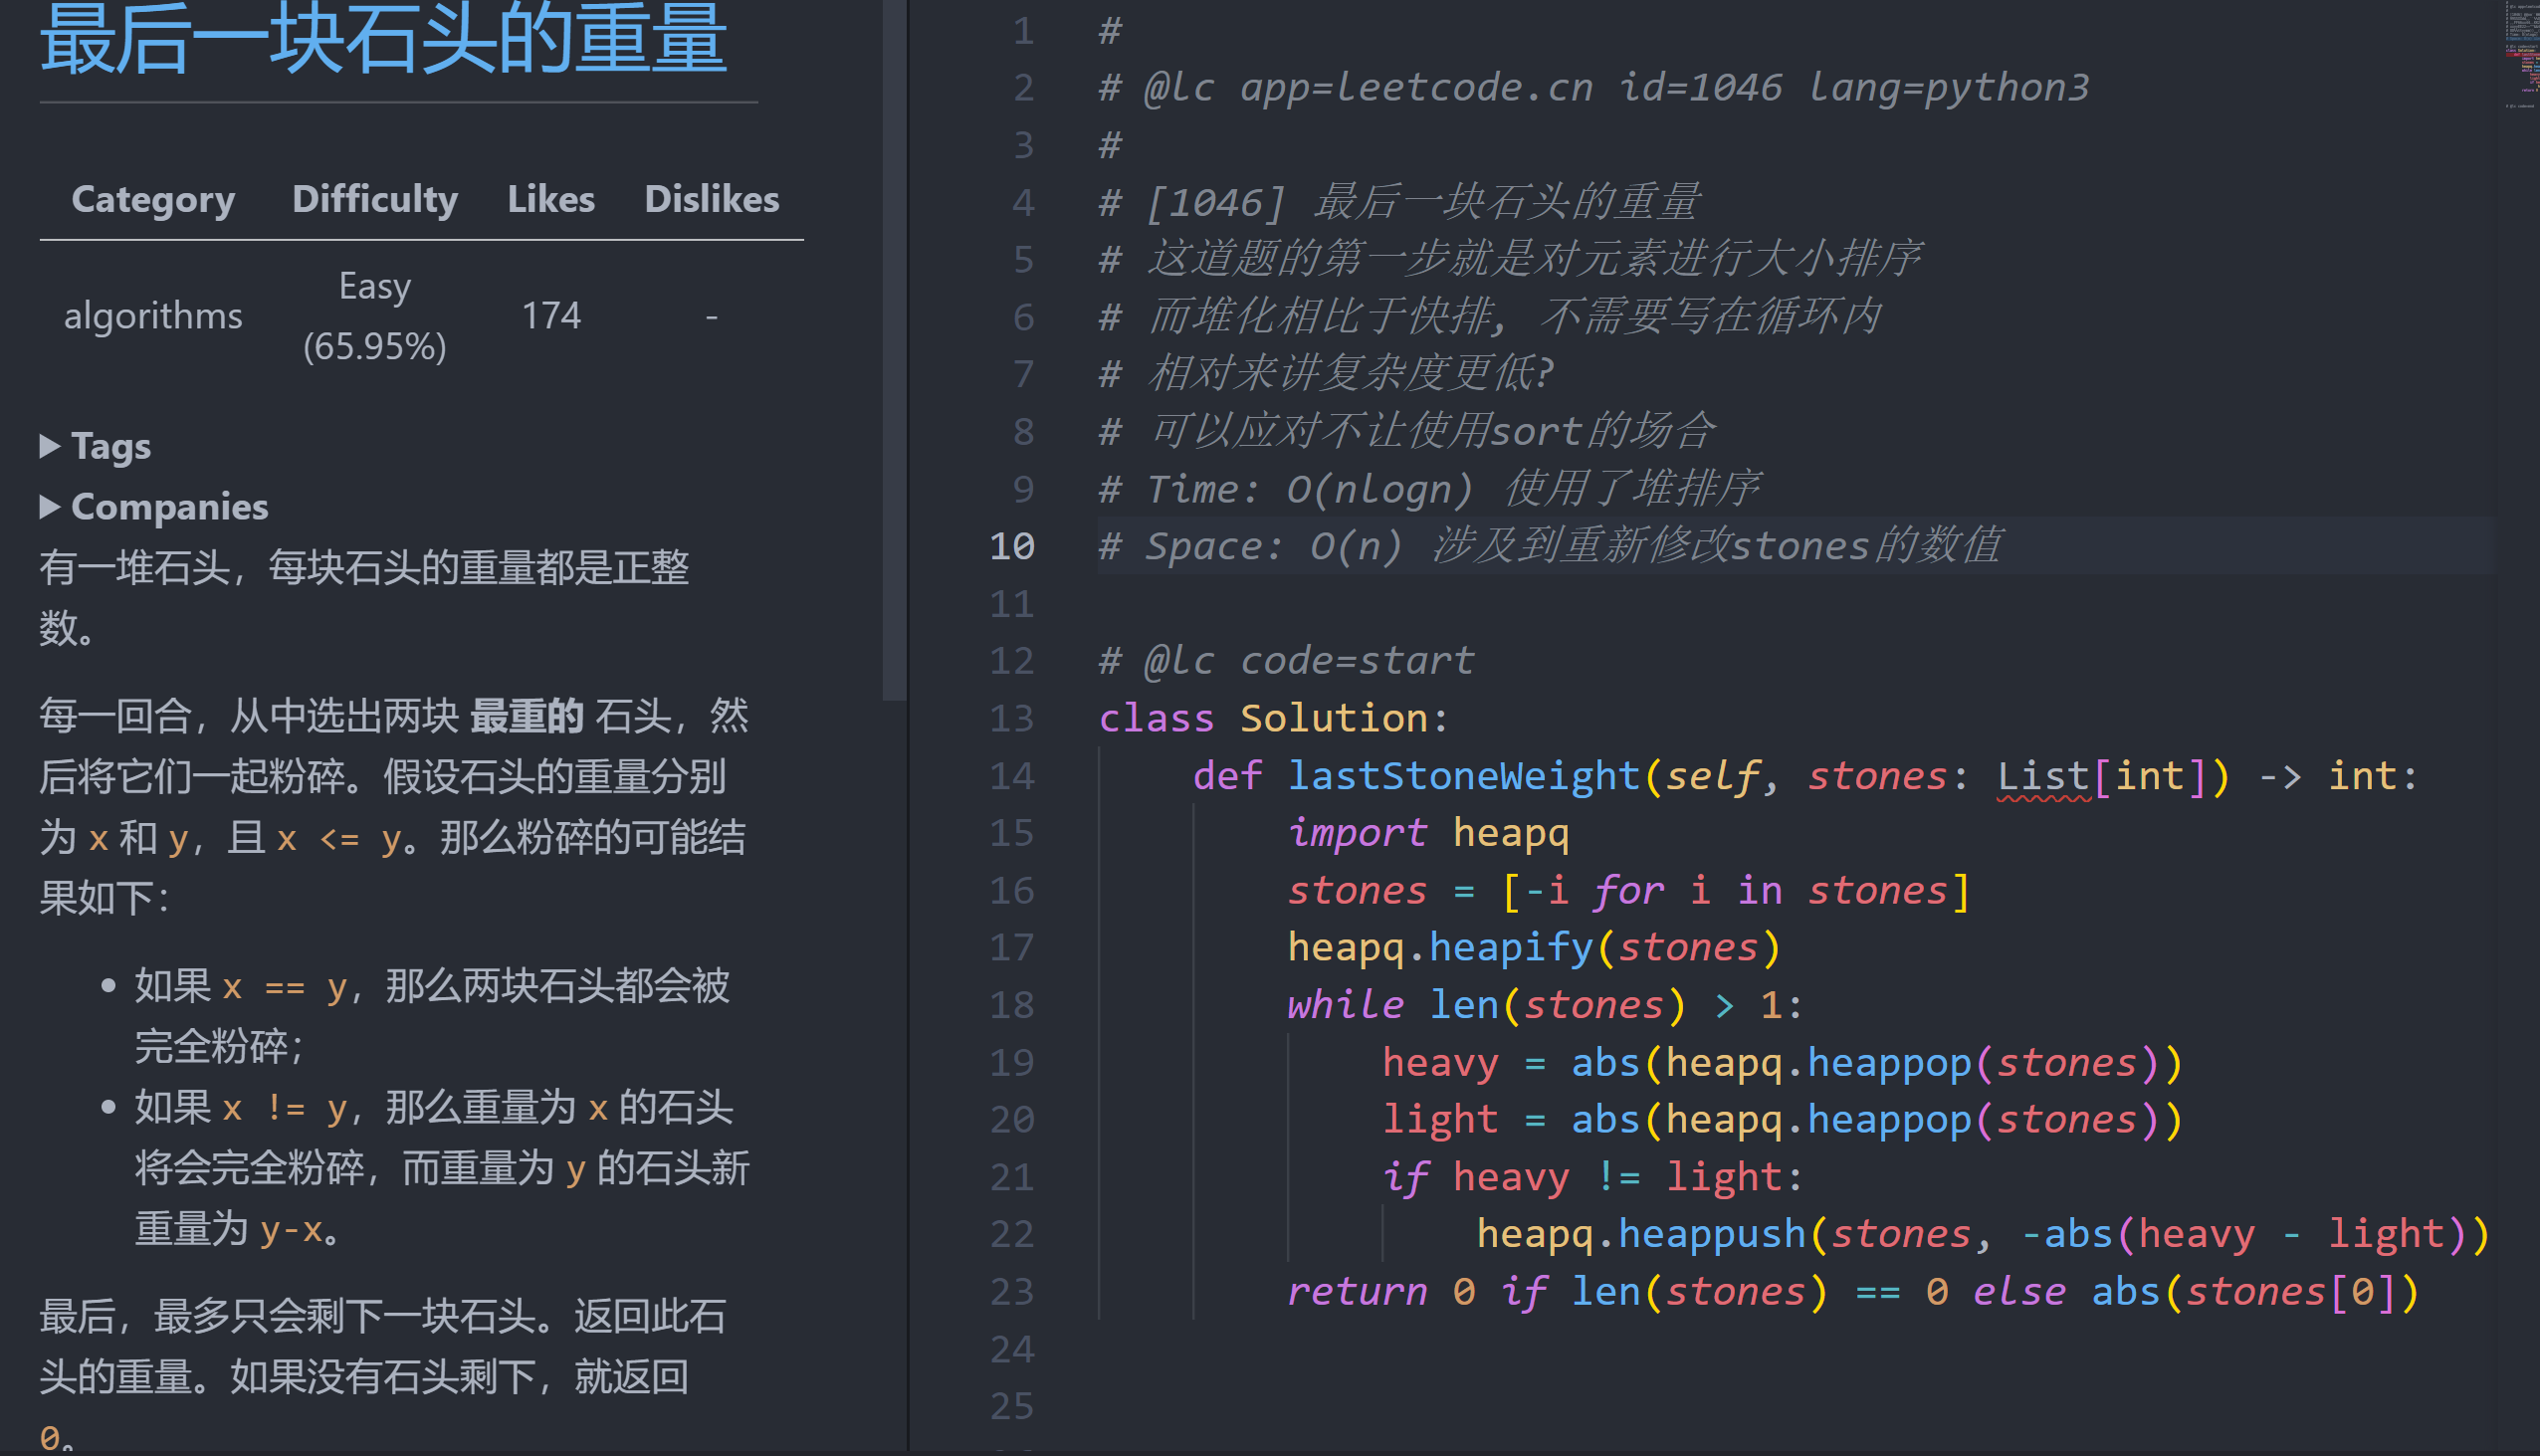 最后一块石头的重量
Category Difficulty Likes Dislikes
algorithms Easy (65.95%) 174 -
▶ Tags
▶ Companies
有一堆石头，每块石头的重量都是正整
数。
每一回合，从中选出两块 最重的 石头，然
后将它们一起粉碎。假设石头的重量分别
为 x 和 y，且 x <= y。那么粉碎的可能结
果如下：
• 如果 x == y，那么两块石头都会被
完全粉碎；
• 如果 x != y，那么重量为 x 的石头
将会完全粉碎，而重量为 y 的石头新
重量为 y-x。
最后，最多只会剩下一块石头。返回此石
头的重量。如果没有石头剩下，就返回
0。
1 #
2 # @lc app=leetcode.cn id=1046 lang=python3
3 #
4 # [1046] 最后一块石头的重量
5 # 这道题的第一步就是对元素进行大小排序
6 # 而堆化相比于快排, 不需要写在循环内
7 # 相对来讲复杂度更低?
8 # 可以应对不让使用sort的场合
9 # Time: O(nlogn) 使用了堆排序
10 # Space: O(n) 涉及到重新修改stones的数值
11
12 # @lc code=start
13 class Solution:
14     def lastStoneWeight(self, stones: List[int]) -> int:
15         import heapq
16         stones = [-i for i in stones]
17         heapq.heapify(stones)
18         while len(stones) > 1:
19             heavy = abs(heapq.heappop(stones))
20             light = abs(heapq.heappop(stones))
21             if heavy != light:
22                 heapq.heappush(stones, -abs(heavy - light))
23         return 0 if len(stones) == 0 else abs(stones[0])
24
25